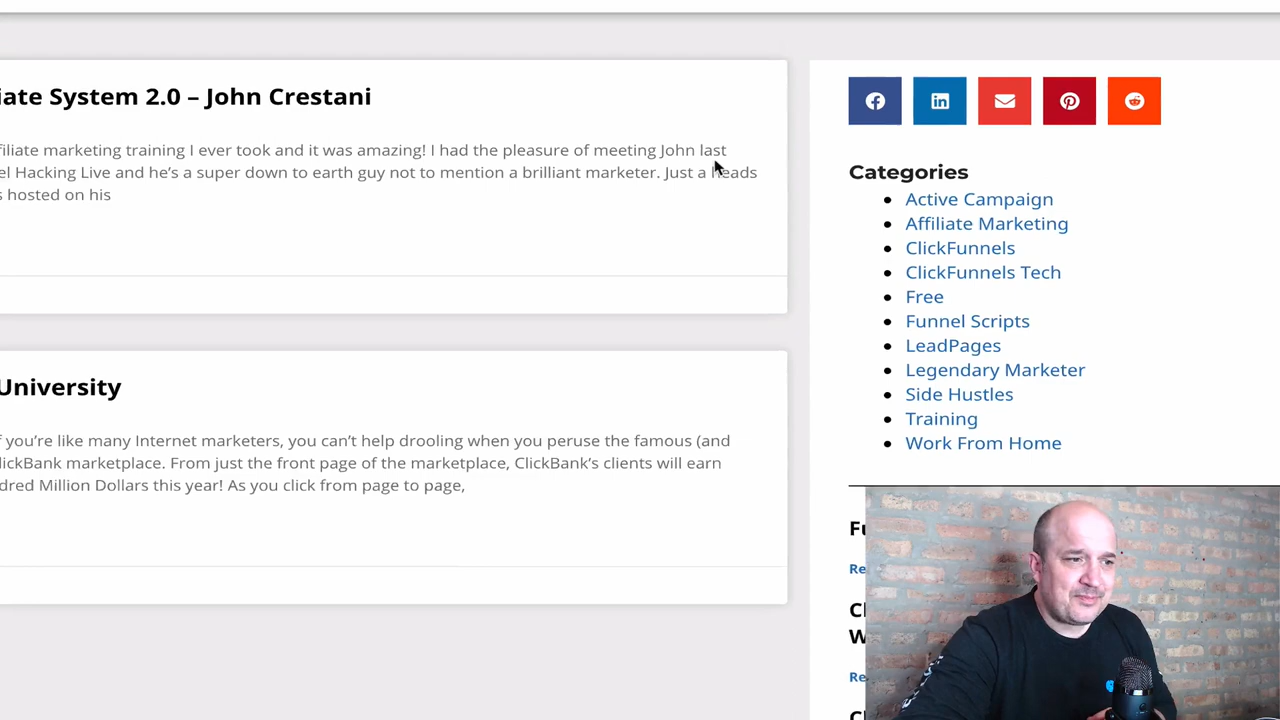 iate System 2.0 – John Crestani
filiate marketing training I ever took and it was amazing! I had the pleasure of meeting John last
el Hacking Live and he's a super down to earth guy not to mention a brilliant marketer. Just a heads
s hosted on his
University
f you're like many Internet marketers, you can't help drooling when you peruse the famous (and
lickBank marketplace. From just the front page of the marketplace, ClickBank's clients will earn
dred Million Dollars this year! As you click from page to page,
Categories
Active Campaign
Affiliate Marketing
ClickFunnels
ClickFunnels Tech
Free
Funnel Scripts
LeadPages
Legendary Marketer
Side Hustles
Training
Work From Home
Fu
Re
Cl
W
Re